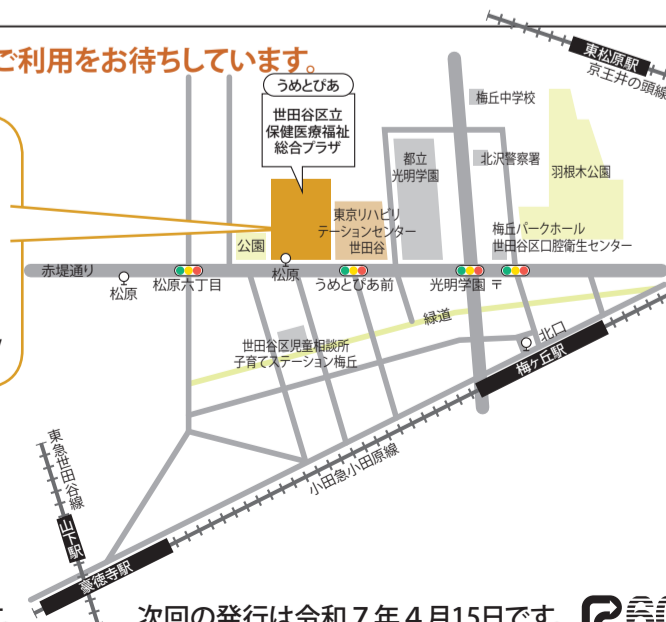 ご利用をお待ちしています。
東松原駅
京王井の頭線
うめとぴあ
世田谷区立
保健医療福祉
総合プラザ
梅丘中学校
都立
光明学園
北沢警察署
羽根木公園
東京リハビリ
テーションセンター
世田谷
梅丘パークホール
世田谷区口腔衛生センター
公園
赤堤通り
松原
松原六丁目
松原
うめとぴあ前
光明学園
〒
緑道
北口
世田谷区児童相談所
子育てステーション梅丘
梅ヶ丘駅
小田急小田原線
東急世田谷線
山下駅
豪徳寺駅
次回の発行は令和7年4月15日です。